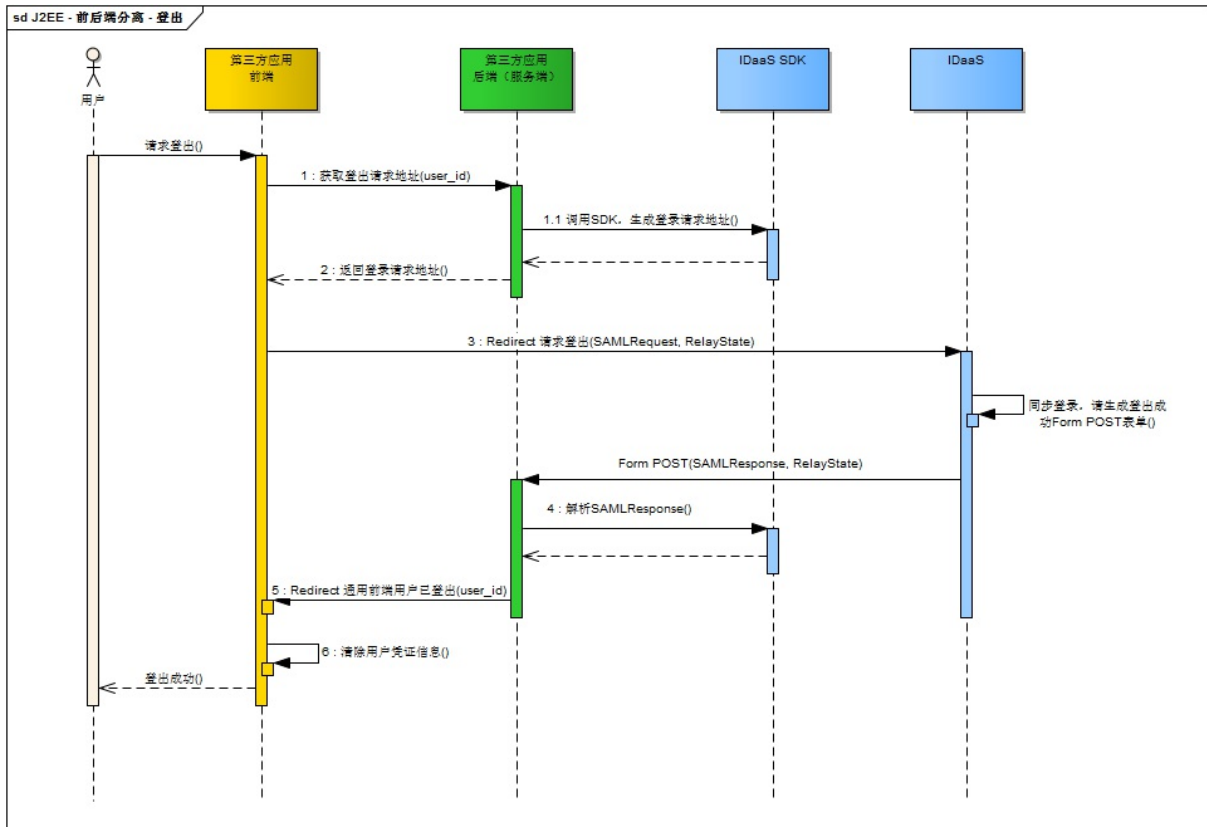 sd J2EE - 前后端分离 - 登出
用户
第三方应用
前端
第三方应用
后端（服务端）
IDaaS SDK
IDaaS
请求登出()
1 : 获取登出请求地址(user_id)
1.1 调用SDK，生成登录请求地址()
2 : 返回登录请求地址()
3 : Redirect 请求登出(SAMLRequest, RelayState)
同步登录，请生成登出成
功Form POST表单()
Form POST(SAMLResponse, RelayState)
4 : 解析SAMLResponse()
5 : Redirect 通用前端用户已登出(user_id)
6 : 清除用户凭证信息()
登出成功()